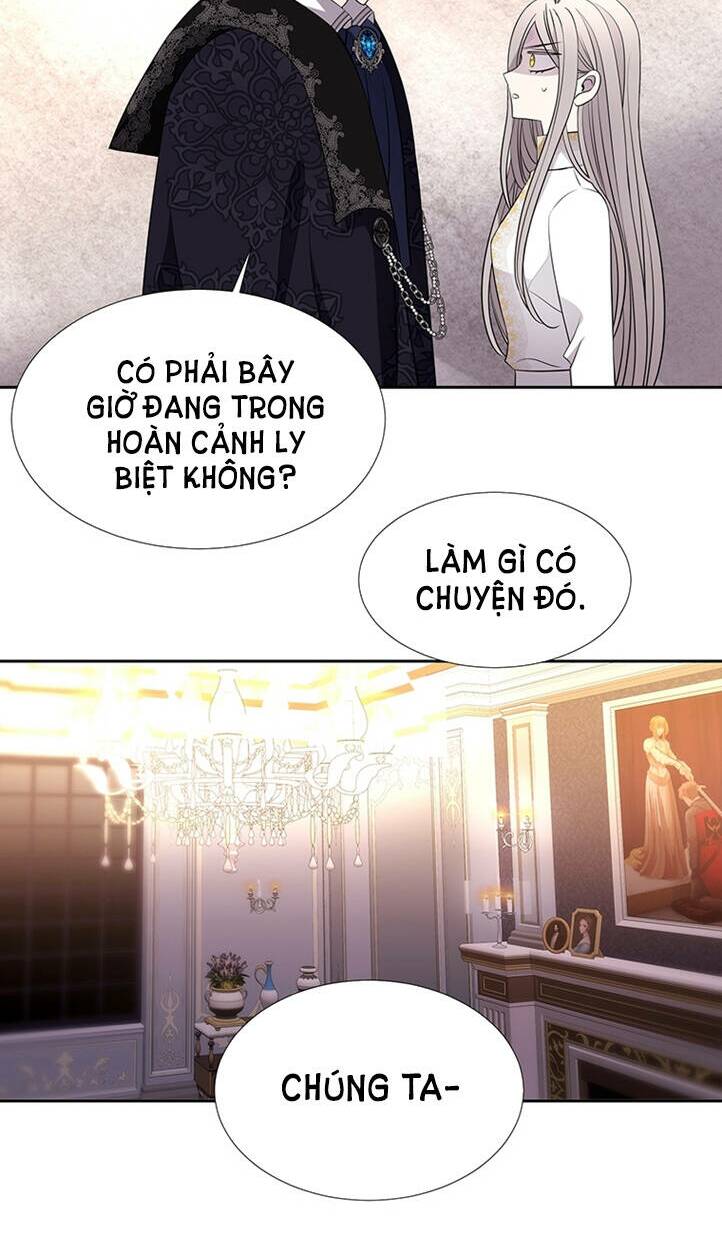 CÓ PHẢI BÂY
GIỜ ĐANG TRONG
HOÀN CẢNH LY
BIỆT KHÔNG?
LÀM GÌ CÓ
CHUYỆN ĐÓ.
CHÚNG TA-